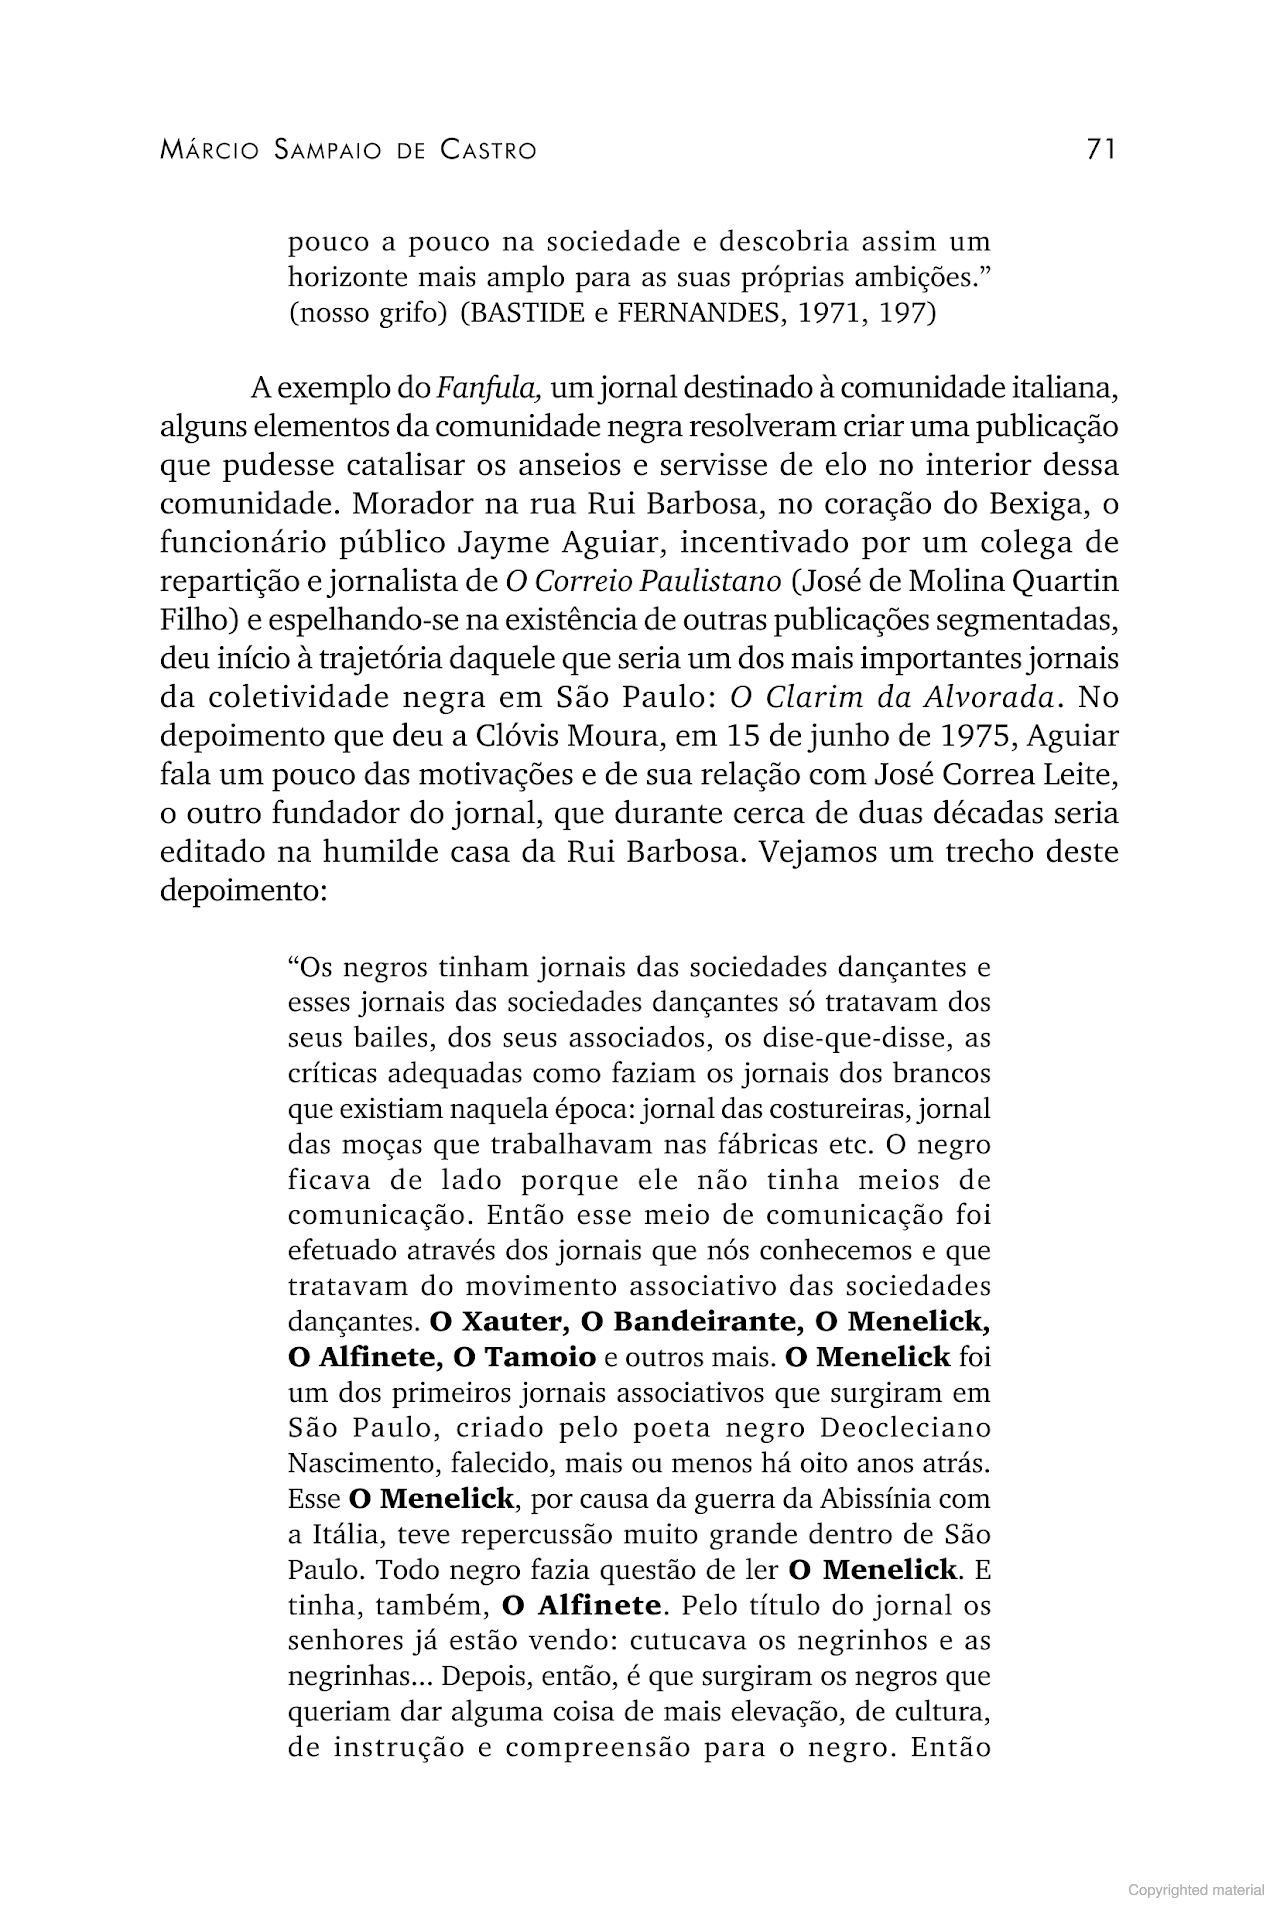 MÁRCIO SAMPAIO DE CASTRO 71
pouco a pouco na sociedade e descobria assim um
horizonte mais amplo para as suas próprias ambições.”
(nosso grifo) (BASTIDE e FERNANDES, 1971, 197)
A exemplo do Fanfula, um jornal destinado à comunidade italiana,
alguns elementos da comunidade negra resolveram criar uma publicação
que pudesse catalisar os anseios e servisse de elo no interior dessa
comunidade. Morador na rua Rui Barbosa, no coração do Bexiga, o
funcionário público Jayme Aguiar, incentivado por um colega de
repartição e jornalista de O Correio Paulistano (José de Molina Quartin
Filho) e espelhando-se na existência de outras publicações segmentadas,
deu início à trajetória daquele que seria um dos mais importantes jornais
da coletividade negra em São Paulo: O Clarim da Alvorada. No
depoimento que deu a Clóvis Moura, em 15 de junho de 1975, Aguiar
fala um pouco das motivações e de sua relação com José Correa Leite,
o outro fundador do jornal, que durante cerca de duas décadas seria
editado na humilde casa da Rui Barbosa. Vejamos um trecho deste
depoimento:
“Os negros tinham jornais das sociedades dançantes e
esses jornais das sociedades dançantes só tratavam dos
seus bailes, dos seus associados, os dise-que-disse, as
críticas adequadas como faziam os jornais dos brancos
que existiam naquela época: jornal das costureiras, jornal
das moças que trabalhavam nas fábricas etc. O negro
ficava de lado porque ele não tinha meios de
comunicação. Então esse meio de comunicação foi
efetuado através dos jornais que nós conhecemos e que
tratavam do movimento associativo das sociedades
dançantes. O Xauter, O Bandeirante, O Menelick,
O Alfinete, O Tamoio e outros mais. O Menelick foi
um dos primeiros jornais associativos que surgiram em
São Paulo, criado pelo poeta negro Deocleciano
Nascimento, falecido, mais ou menos há oito anos atrás.
Esse O Menelick, por causa da guerra da Abissínia com
a Itália, teve repercussão muito grande dentro de São
Paulo. Todo negro fazia questão de ler O Menelick. E
tinha, também, O Alfinete. Pelo título do jornal os
senhores já estão vendo: cutucava os negrinhos e as
negrinhas... Depois, então, é que surgiram os negros que
queriam dar alguma coisa de mais elevação, de cultura,
de instrução e compreensão para o negro. Então
Copyrighted material